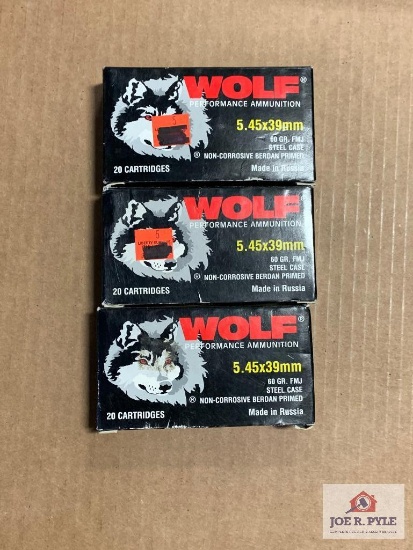 WOLF®
PERFORMANCE AMMUNITION
5.45x39mm
60 GR. FMJ
STEEL CASE
® NON-CORROSIVE BERDAN PRIMED
20 CARTRIDGES
Made in Russia
WOLF
PERFORMANCE AMMUNITION
5.45x39mm
60 GR. FMJ
STEEL CASE
® NON-CORROSIVE BERDAN PRIMED
20 CARTRIDGES
Made in Russia
WOLF®
PERFORMANCE AMMUNITION
5.45x39mm
60 GR. FMJ
STEEL CASE
® NON-CORROSIVE BERDAN PRIMED
20 CARTRIDGES
Made in Russia
JOE R. PYLE